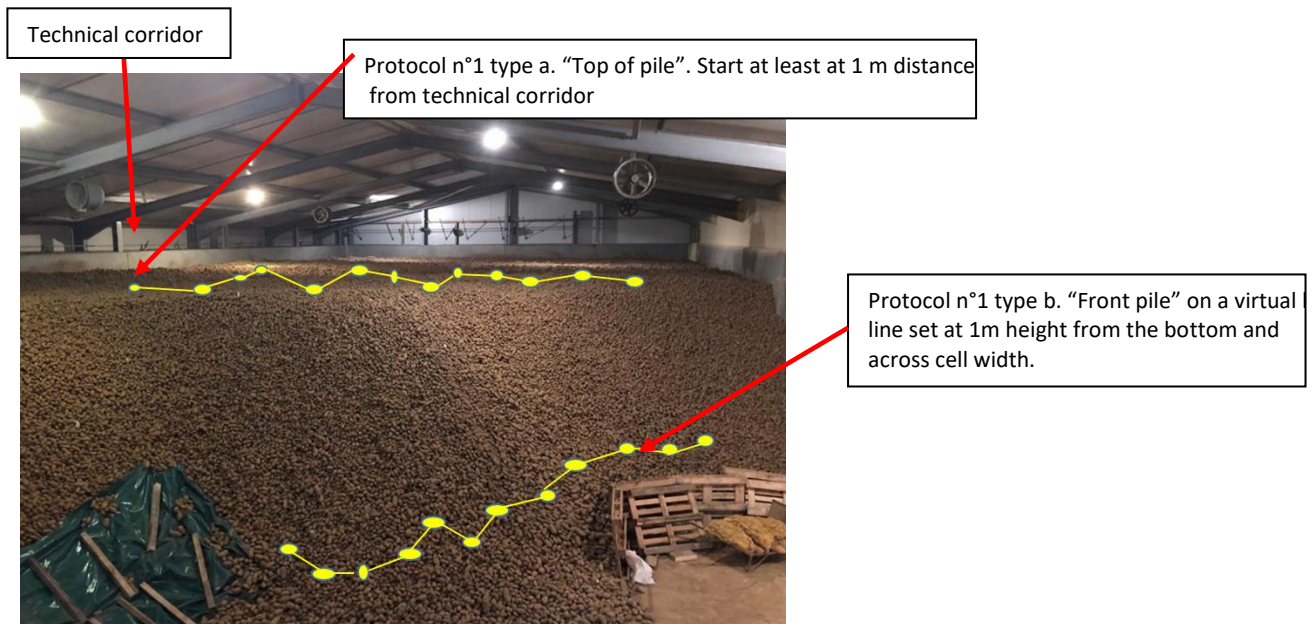 Technical corridor
Protocol n°1 type a. “Top of pile”. Start at least at 1 m distance
from technical corridor
Protocol n°1 type b. “Front pile” on a virtual
line set at 1m height from the bottom and
across cell width.